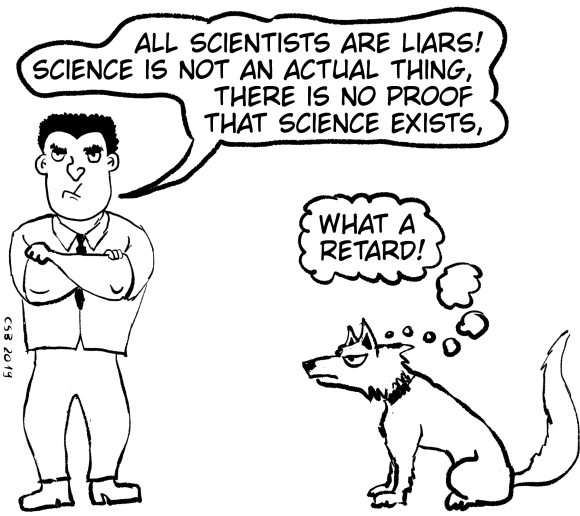 ALL SCIENTISTS ARE LIARS!
SCIENCE IS NOT AN ACTUAL THING,
THERE IS NO PROOF
THAT SCIENCE EXISTS,
WHAT A
RETARD!
CSB 2019